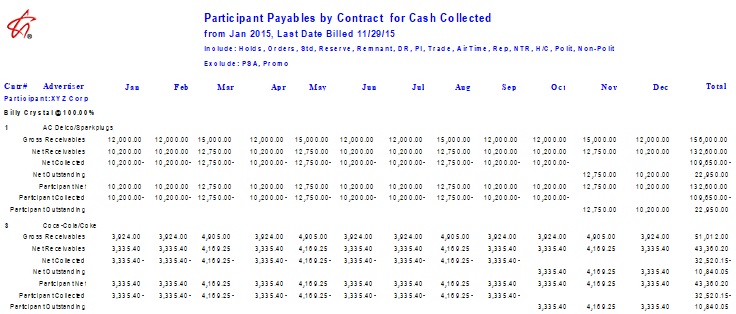 Participant Payables by Contract for Cash Collected
from Jan 2015, Last Date Billed 11/29/15
Include: Holds, Orders, Std, Reserve, Remnant, DR, PI, Trade, AirTime, Rep, NTR, H/C, Polit, Non-Polit
Exclude: PSA, Promo
Cntr# Advertiser Jan Feb Mar Apr May Jun Jul Aug Sep Oct Nov Dec Total
Participant:XYZ Corp
Billy Crystal@100.00%
1 AC Delco/Sparkplugs
Gross Receivables 12,000.00 12,000.00 15,000.00 12,000.00 15,000.00 12,000.00 12,000.00 15,000.00 12,000.00 12,000.00 15,000.00 12,000.00 156,000.00
Net Receivables 10,200.00 10,200.00 12,750.00 10,200.00 12,750.00 10,200.00 10,200.00 12,750.00 10,200.00 10,200.00 12,750.00 10,200.00 132,600.00
Net Collected 10,200.00- 10,200.00- 12,750.00- 10,200.00- 12,750.00- 10,200.00- 10,200.00- 12,750.00- 10,200.00- 10,200.00- 109,650.00-
Net Outstanding 12,750.00 10,200.00 22,950.00
Participant Net 10,200.00 10,200.00 12,750.00 10,200.00 12,750.00 10,200.00 10,200.00 12,750.00 10,200.00 10,200.00 12,750.00 10,200.00 132,600.00
Participant Collected 10,200.00- 10,200.00- 12,750.00- 10,200.00- 12,750.00- 10,200.00- 10,200.00- 12,750.00- 10,200.00- 10,200.00- 109,650.00-
Participant Outstanding 12,750.00 10,200.00 22,950.00
8 Coca-Cola/Coke
Gross Receivables 3,924.00 3,924.00 4,905.00 3,924.00 4,905.00 3,924.00 3,924.00 4,905.00 3,924.00 3,924.00 4,905.00 3,924.00 51,012.00
Net Receivables 3,335.40 3,335.40 4,169.25 3,335.40 4,169.25 3,335.40 3,335.40 4,169.25 3,335.40 3,335.40 4,169.25 3,335.40 43,360.20
Net Collected 3,335.40- 3,335.40- 4,169.25- 3,335.40- 4,169.25- 3,335.40- 3,335.40- 4,169.25- 3,335.40- 32,520.15-
Net Outstanding 3,335.40 4,169.25 3,335.40 10,840.05
Participant Net 3,335.40 3,335.40 4,169.25 3,335.40 4,169.25 3,335.40 3,335.40 4,169.25 3,335.40 3,335.40 4,169.25 3,335.40 43,360.20
Participant Collected 3,335.40- 3,335.40- 4,169.25- 3,335.40- 4,169.25- 3,335.40- 3,335.40- 4,169.25- 3,335.40- 32,520.15-
Participant Outstanding 3,335.40 4,169.25 3,335.40 10,840.05